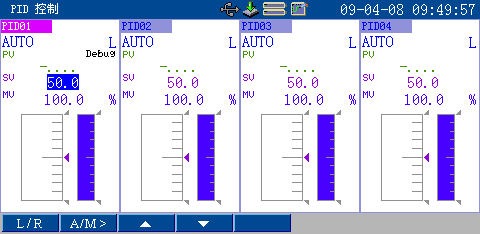 PID 控制 09-04-08 09:49:57
PID01 PID02 PID03 PID04
AUTO L AUTO L AUTO L AUTO L
PV Debug PV PV PV
-.... -.... -.... -....
SV 50.0 SV 50.0 SV 50.0 SV 50.0
MV 100.0 % MV 100.0 % MV 100.0 % MV 100.0 %
L/R A/M>